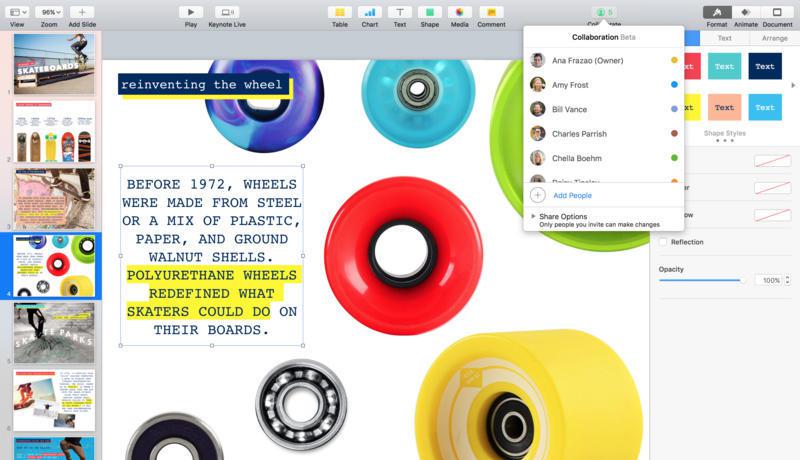 96%
5
View
Zoom
Add Slide
Play
Keynote Live
Table
Chart
Text
Shape
Media
Comment
Collaborate
Format
Animate
Document
Collaboration Beta
Ana Frazao (Owner)
Amy Frost
Bill Vance
Charles Parrish
Chella Boehm
Add People
Share Options
Only people you invite can make changes
Text
Arrange
Text
Text
Text
Text
Text
Text
Shape Styles
Reflection
Opacity
100%
1
SKATEBOARDS
2
3
4
5
SKATE PARKS
6
reinventing the wheel
BEFORE 1972, WHEELS
WERE MADE FROM STEEL
OR A MIX OF PLASTIC,
PAPER, AND GROUND
WALNUT SHELLS.
POLYURETHANE WHEELS
REDEFINED WHAT
SKATERS COULD DO ON
THEIR BOARDS.